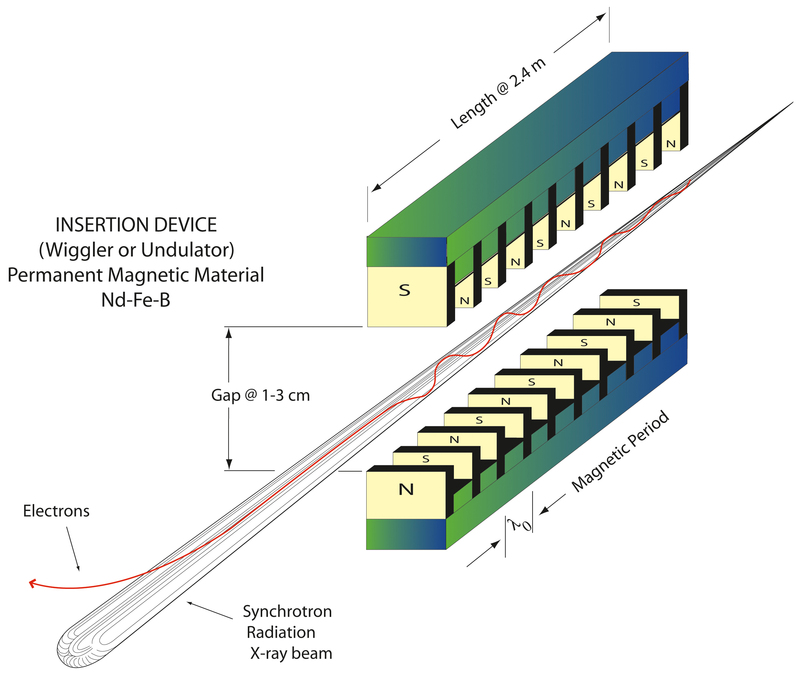 Length @ 2.4 m
INSERTION DEVICE
(Wiggler or Undulator)
Permanent Magnetic Material
Nd-Fe-B
N
S
N
S
N
S
N
S
N
S
Gap @ 1-3 cm
S
N
S
N
S
N
S
N
S
N
Magnetic Period
λ0
Electrons
Synchrotron
Radiation
X-ray beam